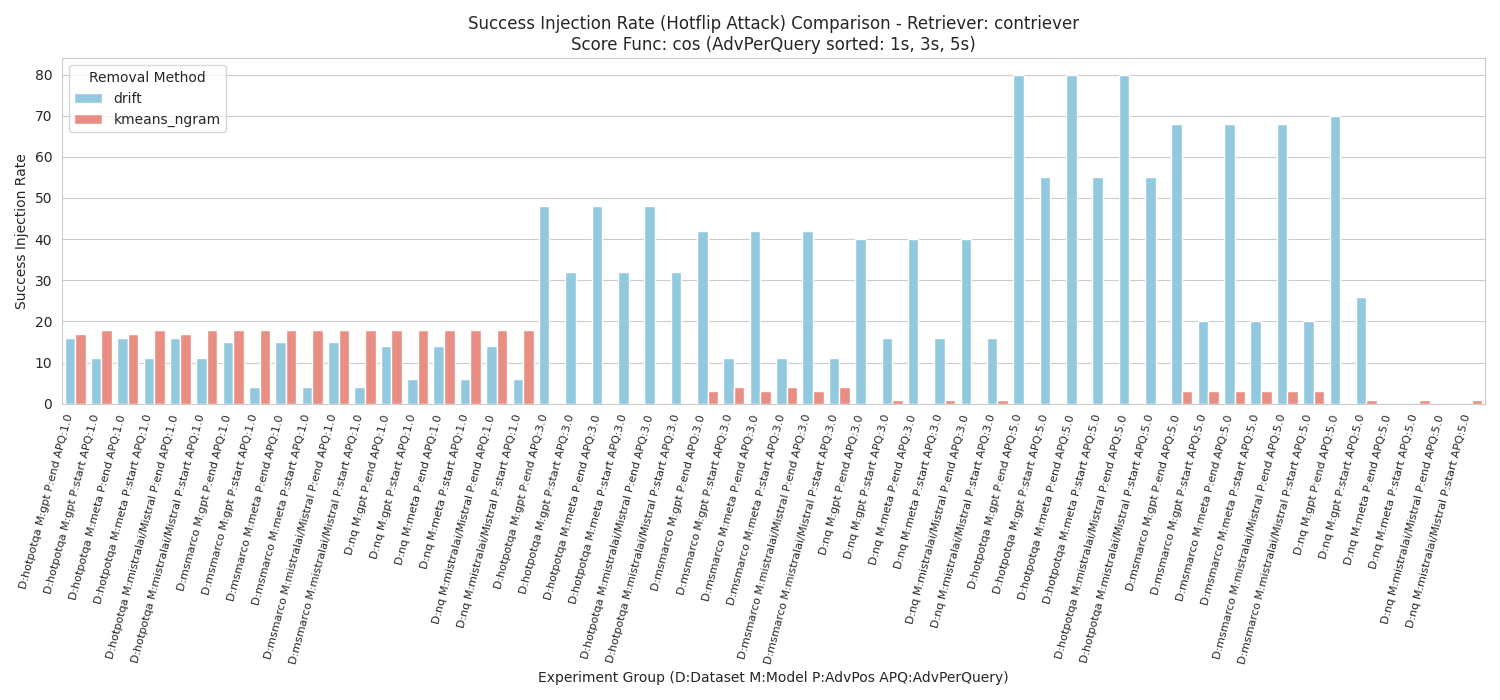 Success Injection Rate (Hotflip Attack) Comparison - Retriever: contriever
Score Func: cos (AdvPerQuery sorted: 1s, 3s, 5s)
Removal Method
drift
kmeans_ngram
Success Injection Rate
80
70
60
50
40
30
20
10
0
D:hotpotqa M:gpt P:end APQ:1.0
D:hotpotqa M:gpt P:start APQ:1.0
D:hotpotqa M:meta P:end APQ:1.0
D:hotpotqa M:meta P:start APQ:1.0
D:hotpotqa M:mistralai/Mistral P:end APQ:1.0
D:hotpotqa M:mistralai/Mistral P:start APQ:1.0
D:msmarco M:gpt P:end APQ:1.0
D:msmarco M:gpt P:start APQ:1.0
D:msmarco M:meta P:end APQ:1.0
D:msmarco M:meta P:start APQ:1.0
D:msmarco M:mistralai/Mistral P:end APQ:1.0
D:msmarco M:mistralai/Mistral P:start APQ:1.0
D:nq M:gpt P:end APQ:1.0
D:nq M:gpt P:start APQ:1.0
D:nq M:meta P:end APQ:1.0
D:nq M:meta P:start APQ:1.0
D:nq M:mistralai/Mistral P:end APQ:1.0
D:nq M:mistralai/Mistral P:start APQ:1.0
D:hotpotqa M:gpt P:end APQ:3.0
D:hotpotqa M:gpt P:start APQ:3.0
D:hotpotqa M:meta P:end APQ:3.0
D:hotpotqa M:meta P:start APQ:3.0
D:hotpotqa M:mistralai/Mistral P:end APQ:3.0
D:hotpotqa M:mistralai/Mistral P:start APQ:3.0
D:msmarco M:gpt P:end APQ:3.0
D:msmarco M:gpt P:start APQ:3.0
D:msmarco M:meta P:end APQ:3.0
D:msmarco M:meta P:start APQ:3.0
D:msmarco M:mistralai/Mistral P:end APQ:3.0
D:msmarco M:mistralai/Mistral P:start APQ:3.0
D:nq M:gpt P:end APQ:3.0
D:nq M:gpt P:start APQ:3.0
D:nq M:meta P:end APQ:3.0
D:nq M:meta P:start APQ:3.0
D:nq M:mistralai/Mistral P:end APQ:3.0
D:nq M:mistralai/Mistral P:start APQ:3.0
D:hotpotqa M:gpt P:end APQ:5.0
D:hotpotqa M:gpt P:start APQ:5.0
D:hotpotqa M:meta P:end APQ:5.0
D:hotpotqa M:meta P:start APQ:5.0
D:hotpotqa M:mistralai/Mistral P:end APQ:5.0
D:hotpotqa M:mistralai/Mistral P:start APQ:5.0
D:msmarco M:gpt P:end APQ:5.0
D:msmarco M:gpt P:start APQ:5.0
D:msmarco M:meta P:end APQ:5.0
D:msmarco M:meta P:start APQ:5.0
D:msmarco M:mistralai/Mistral P:end APQ:5.0
D:msmarco M:mistralai/Mistral P:start APQ:5.0
D:nq M:gpt P:end APQ:5.0
D:nq M:gpt P:start APQ:5.0
D:nq M:meta P:end APQ:5.0
D:nq M:meta P:start APQ:5.0
D:nq M:mistralai/Mistral P:end APQ:5.0
D:nq M:mistralai/Mistral P:start APQ:5.0
Experiment Group (D:Dataset M:Model P:AdvPos APQ:AdvPerQuery)